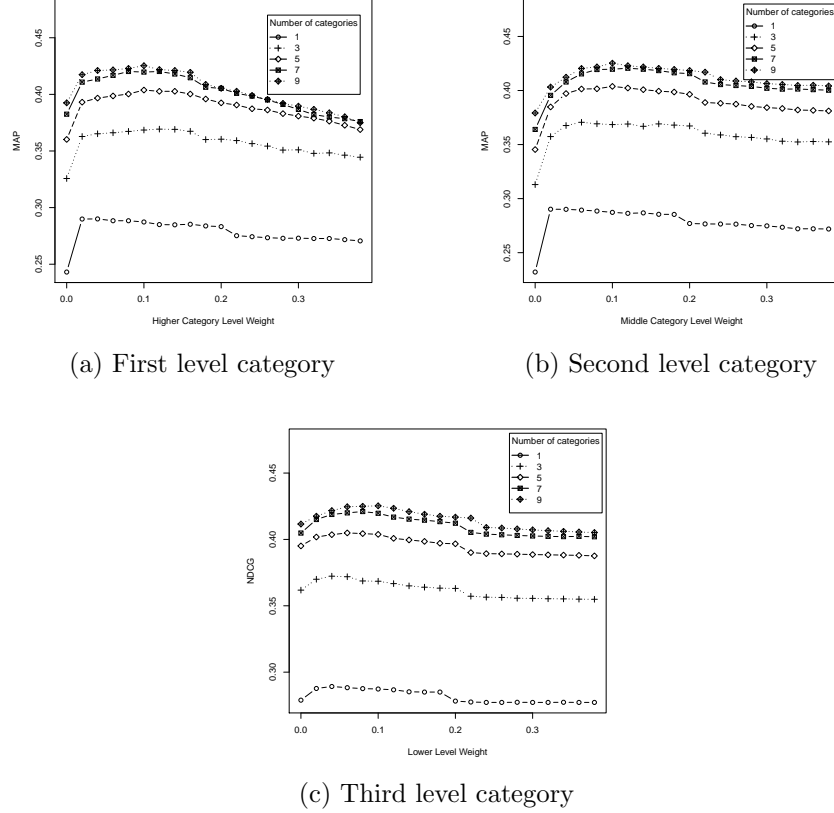 Number of categories
1
3
5
7
9
0.25 0.30 0.35 0.40 0.45
MAP
0.0 0.1 0.2 0.3
Higher Category Level Weight
(a) First level category
Number of categories
1
3
5
7
9
0.25 0.30 0.35 0.40 0.45
MAP
0.0 0.1 0.2 0.3
Middle Category Level Weight
(b) Second level category
Number of categories
1
3
5
7
9
0.30 0.35 0.40 0.45
NDCG
0.0 0.1 0.2 0.3
Lower Level Weight
(c) Third level category